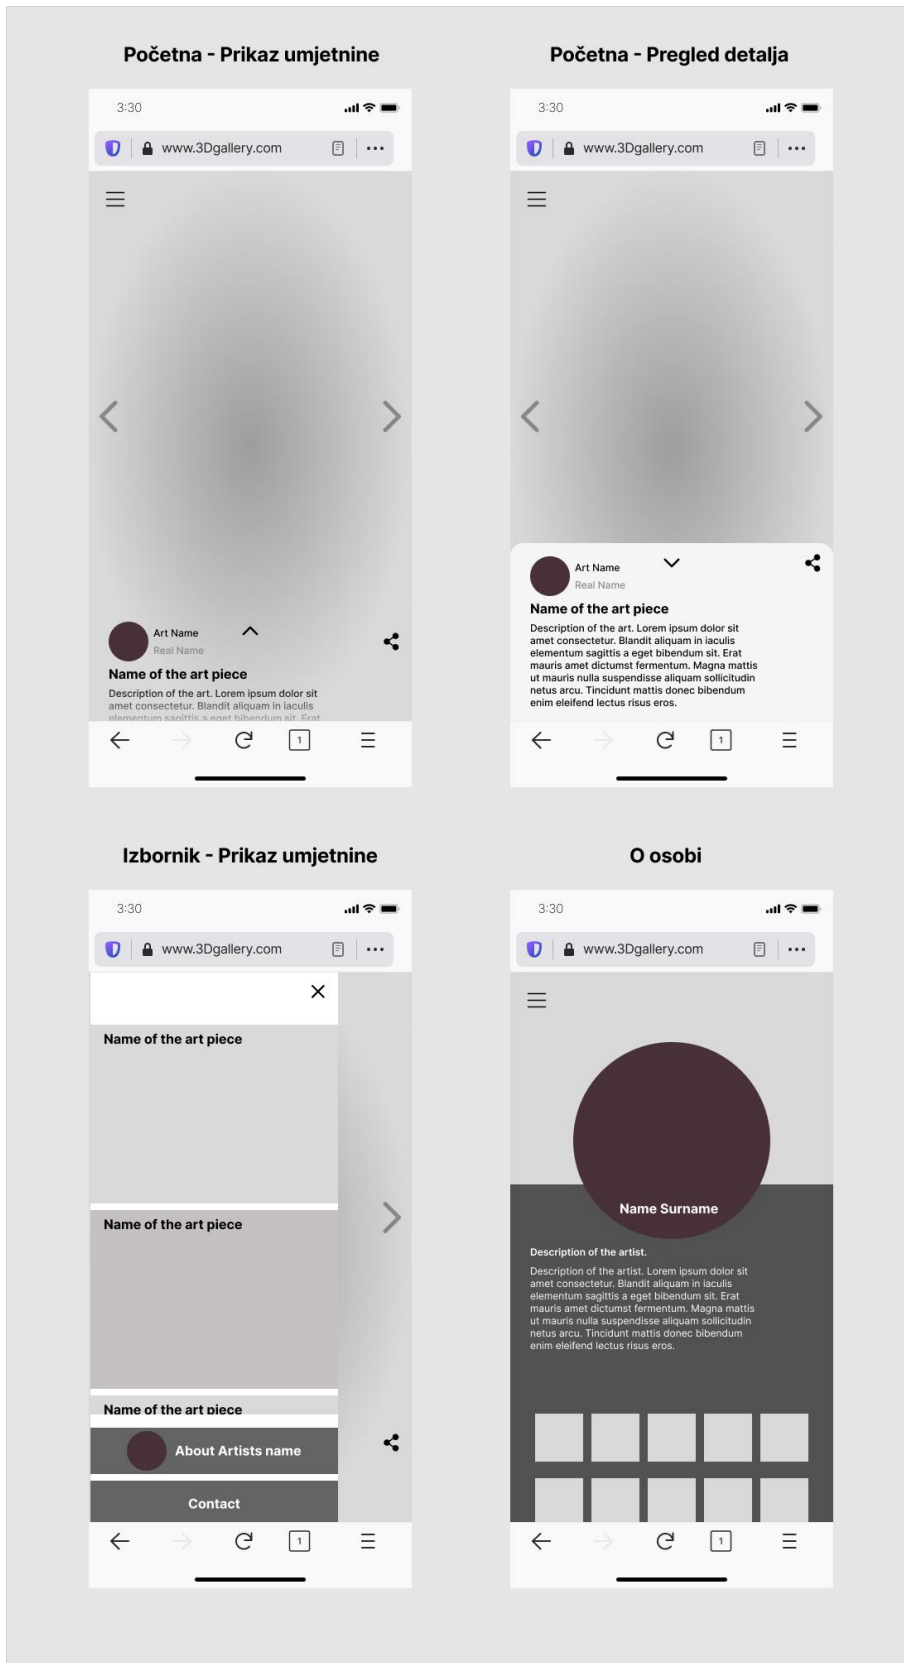 Početna - Prikaz umjetnine
3:30
www.3Dgallery.com
Art Name
Real Name
Name of the art piece
Description of the art. Lorem ipsum dolor sit
amet consectetur. Blandit aliquam in iaculis
elementum sagittis a eget bibendum sit. Erat
1
Početna - Pregled detalja
3:30
www.3Dgallery.com
Art Name
Real Name
Name of the art piece
Description of the art. Lorem ipsum dolor sit
amet consectetur. Blandit aliquam in iaculis
elementum sagittis a eget bibendum sit. Erat
mauris amet dictumst fermentum. Magna mattis
ut mauris nulla suspendisse aliquam sollicitudin
netus arcu. Tincidunt mattis donec bibendum
enim eleifend lectus risus eros.
1
Izbornik - Prikaz umjetnine
3:30
www.3Dgallery.com
Name of the art piece
Name of the art piece
Name of the art piece
About Artists name
Contact
1
O osobi
3:30
www.3Dgallery.com
Name Surname
Description of the artist.
Description of the artist. Lorem ipsum dolor sit
amet consectetur. Blandit aliquam in iaculis
elementum sagittis a eget bibendum sit. Erat
mauris amet dictumst fermentum. Magna mattis
ut mauris nulla suspendisse aliquam sollicitudin
netus arcu. Tincidunt mattis donec bibendum
enim eleifend lectus risus eros.
1